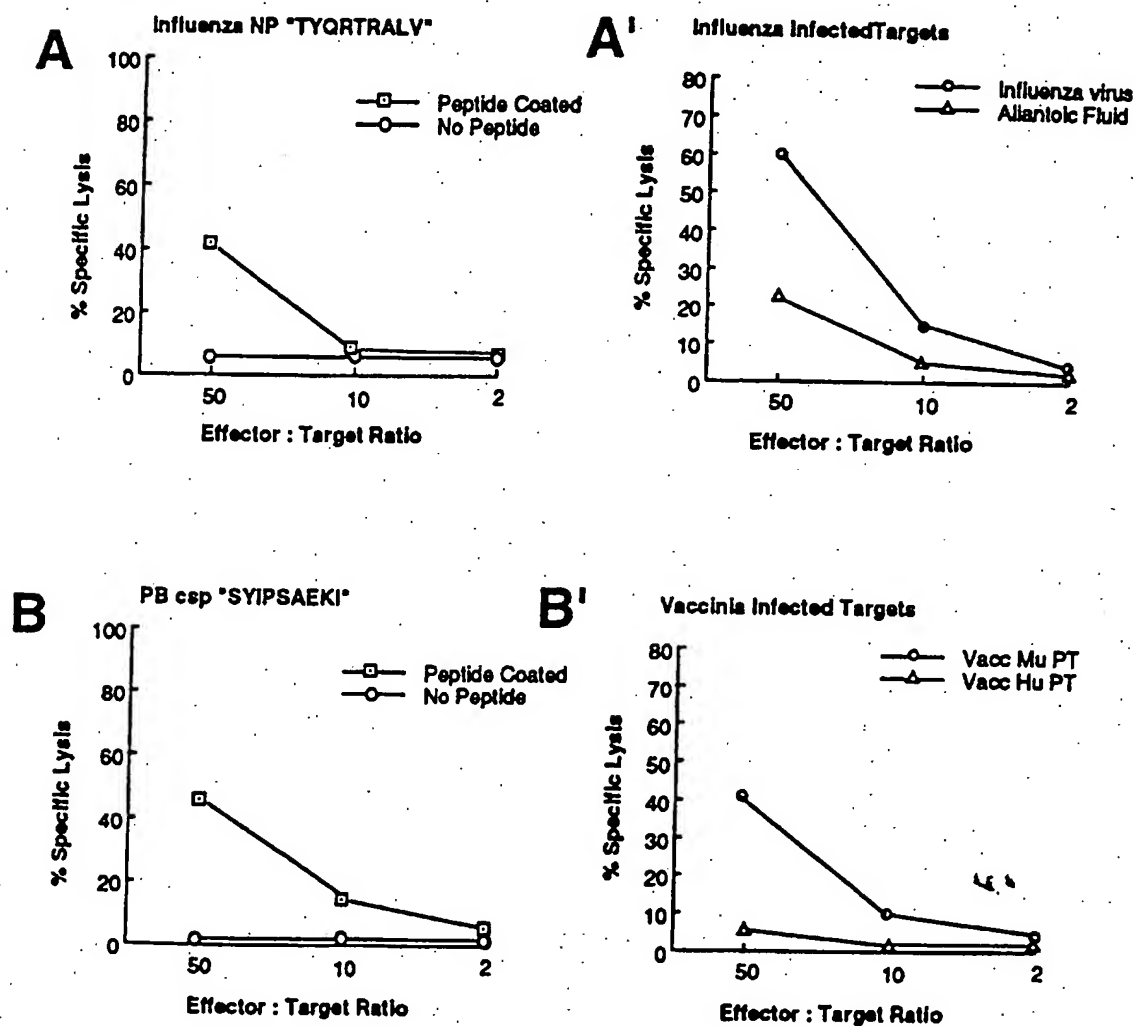 A
Influenza NP "TYQRTRALV"
100
80
60
40
20
0
% Specific Lysis
Peptide Coated
No Peptide
50 10 2
Effector : Target Ratio
A'
Influenza InfectedTargets
80
70
60
50
40
30
20
10
0
% Specific Lysis
Influenza virus
Allantoic Fluid
50 10 2
Effector : Target Ratio
B
PB csp "SYIPSAEKI"
100
80
60
40
20
0
% Specific Lysis
Peptide Coated
No Peptide
50 10 2
Effector : Target Ratio
B'
Vaccinia Infected Targets
80
70
60
50
40
30
20
10
0
% Specific Lysis
Vacc Mu PT
Vacc Hu PT
50 10 2
Effector : Target Ratio